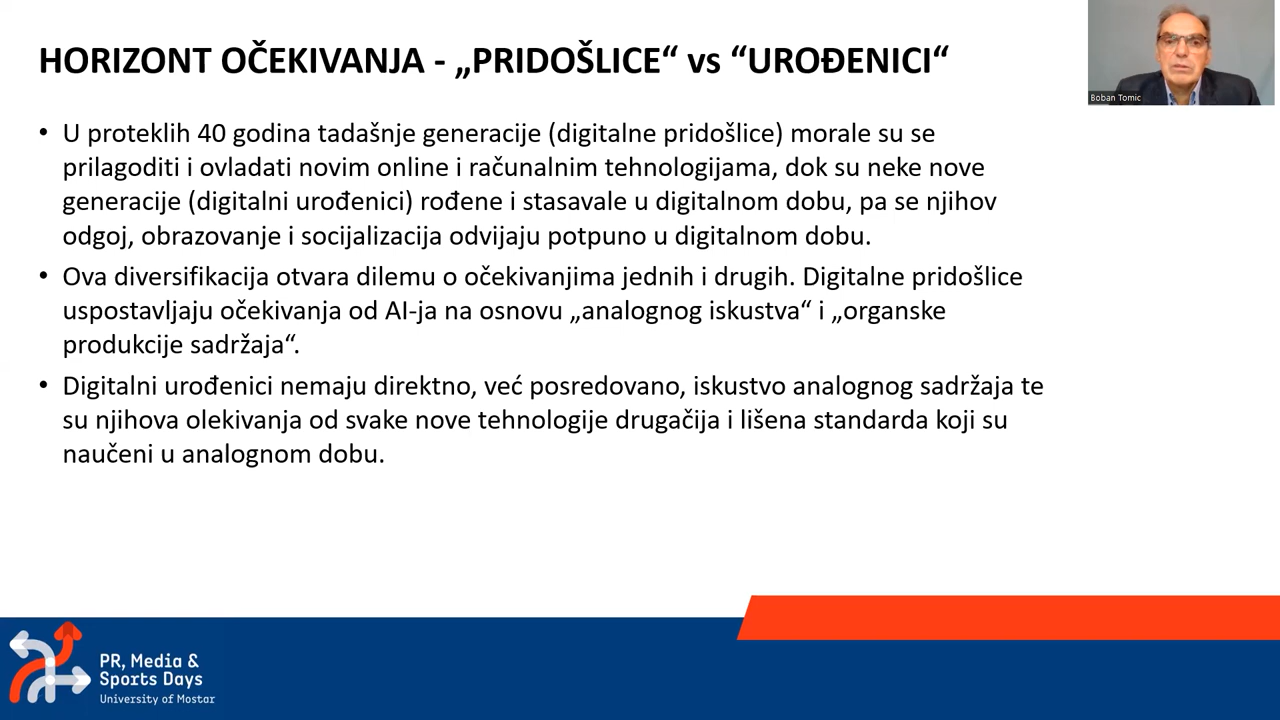 HORIZONT OČEKIVANJA - „PRIDOŠLICE“ vs “UROĐENICI“
Boban Tomic
• U proteklih 40 godina tadašnje generacije (digitalne pridošlice) morale su se
prilagoditi i ovladati novim online i računalnim tehnologijama, dok su neke nove
generacije (digitalni urođenici) rođene i stasavale u digitalnom dobu, pa se njihov
odgoj, obrazovanje i socijalizacija odvijaju potpuno u digitalnom dobu.
• Ova diversifikacija otvara dilemu o očekivanjima jednih i drugih. Digitalne pridošlice
uspostavljaju očekivanja od AI-ja na osnovu „analognog iskustva“ i „organske
produkcije sadržaja“.
• Digitalni urođenici nemaju direktno, već posredovano, iskustvo analognog sadržaja te
su njihova olekivanja od svake nove tehnologije drugačija i lišena standarda koji su
naučeni u analognom dobu.
PR, Media &
Sports Days
University of Mostar